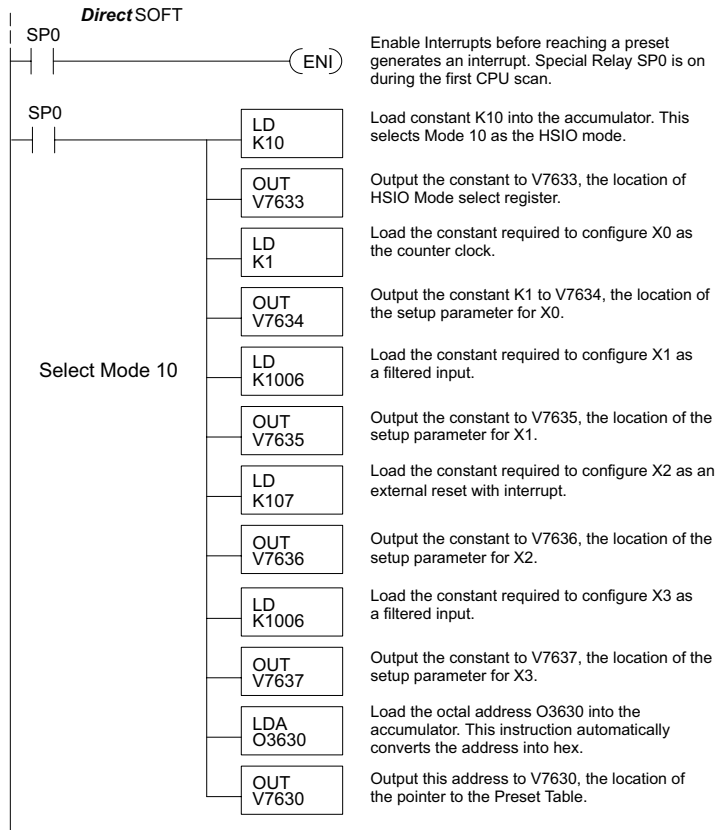 DirectSOFT
SP0
ENI
Enable Interrupts before reaching a preset
generates an interrupt. Special Relay SP0 is on
during the first CPU scan.
SP0
LD
K10
Load constant K10 into the accumulator. This
selects Mode 10 as the HSIO mode.
OUT
V7633
Output the constant to V7633, the location of
HSIO Mode select register.
LD
K1
Load the constant required to configure X0 as
the counter clock.
OUT
V7634
Output the constant K1 to V7634, the location of
the setup parameter for X0.
Select Mode 10
LD
K1006
Load the constant required to configure X1 as
a filtered input.
OUT
V7635
Output the constant to V7635, the location of the
setup parameter for X1.
LD
K107
Load the constant required to configure X2 as an
external reset with interrupt.
OUT
V7636
Output the constant to V7636, the location of the
setup parameter for X2.
LD
K1006
Load the constant required to configure X3 as
a filtered input.
OUT
V7637
Output the constant to V7637, the location of the
setup parameter for X3.
LDA
O3630
Load the octal address O3630 into the
accumulator. This instruction automatically
converts the address into hex.
OUT
V7630
Output this address to V7630, the location of
the pointer to the Preset Table.